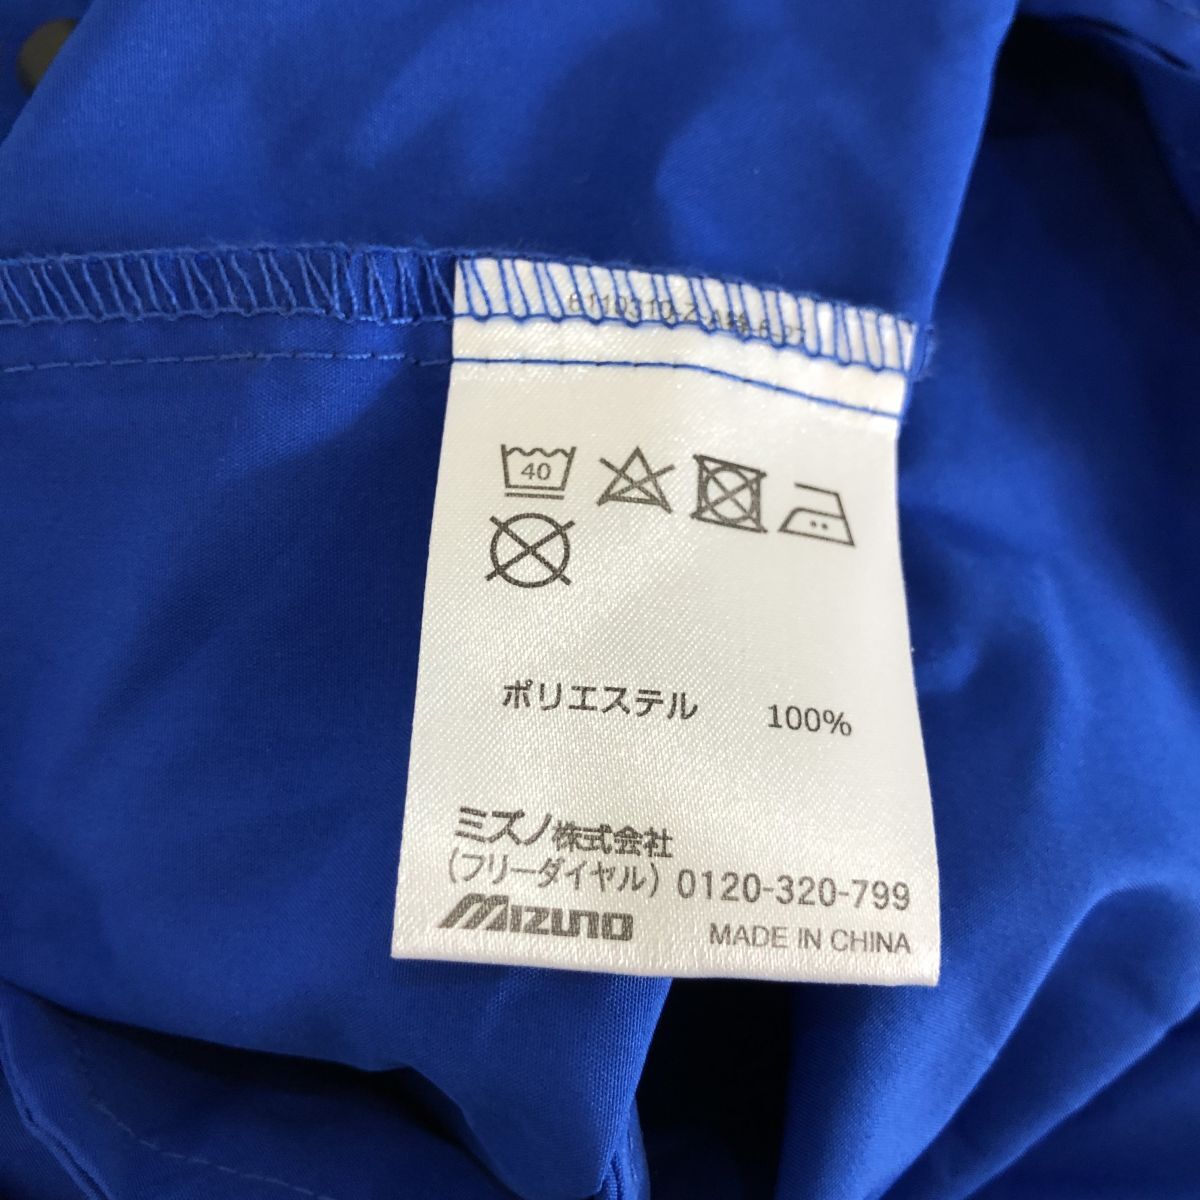 40
ポリエステル 100%
ミズノ株式会社
(フリーダイヤル) 0120-320-799
MIZUNO MADE IN CHINA